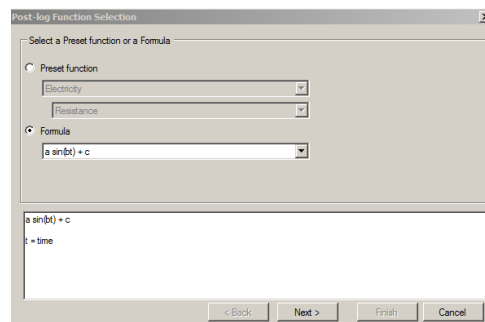 Post-log Function Selection
Select a Preset function or a Formula
Preset function
Electricity
Resistance
Formula
a sin(bt) + c
a sin(bt) + c
t = time
< Back Next > Finish Cancel